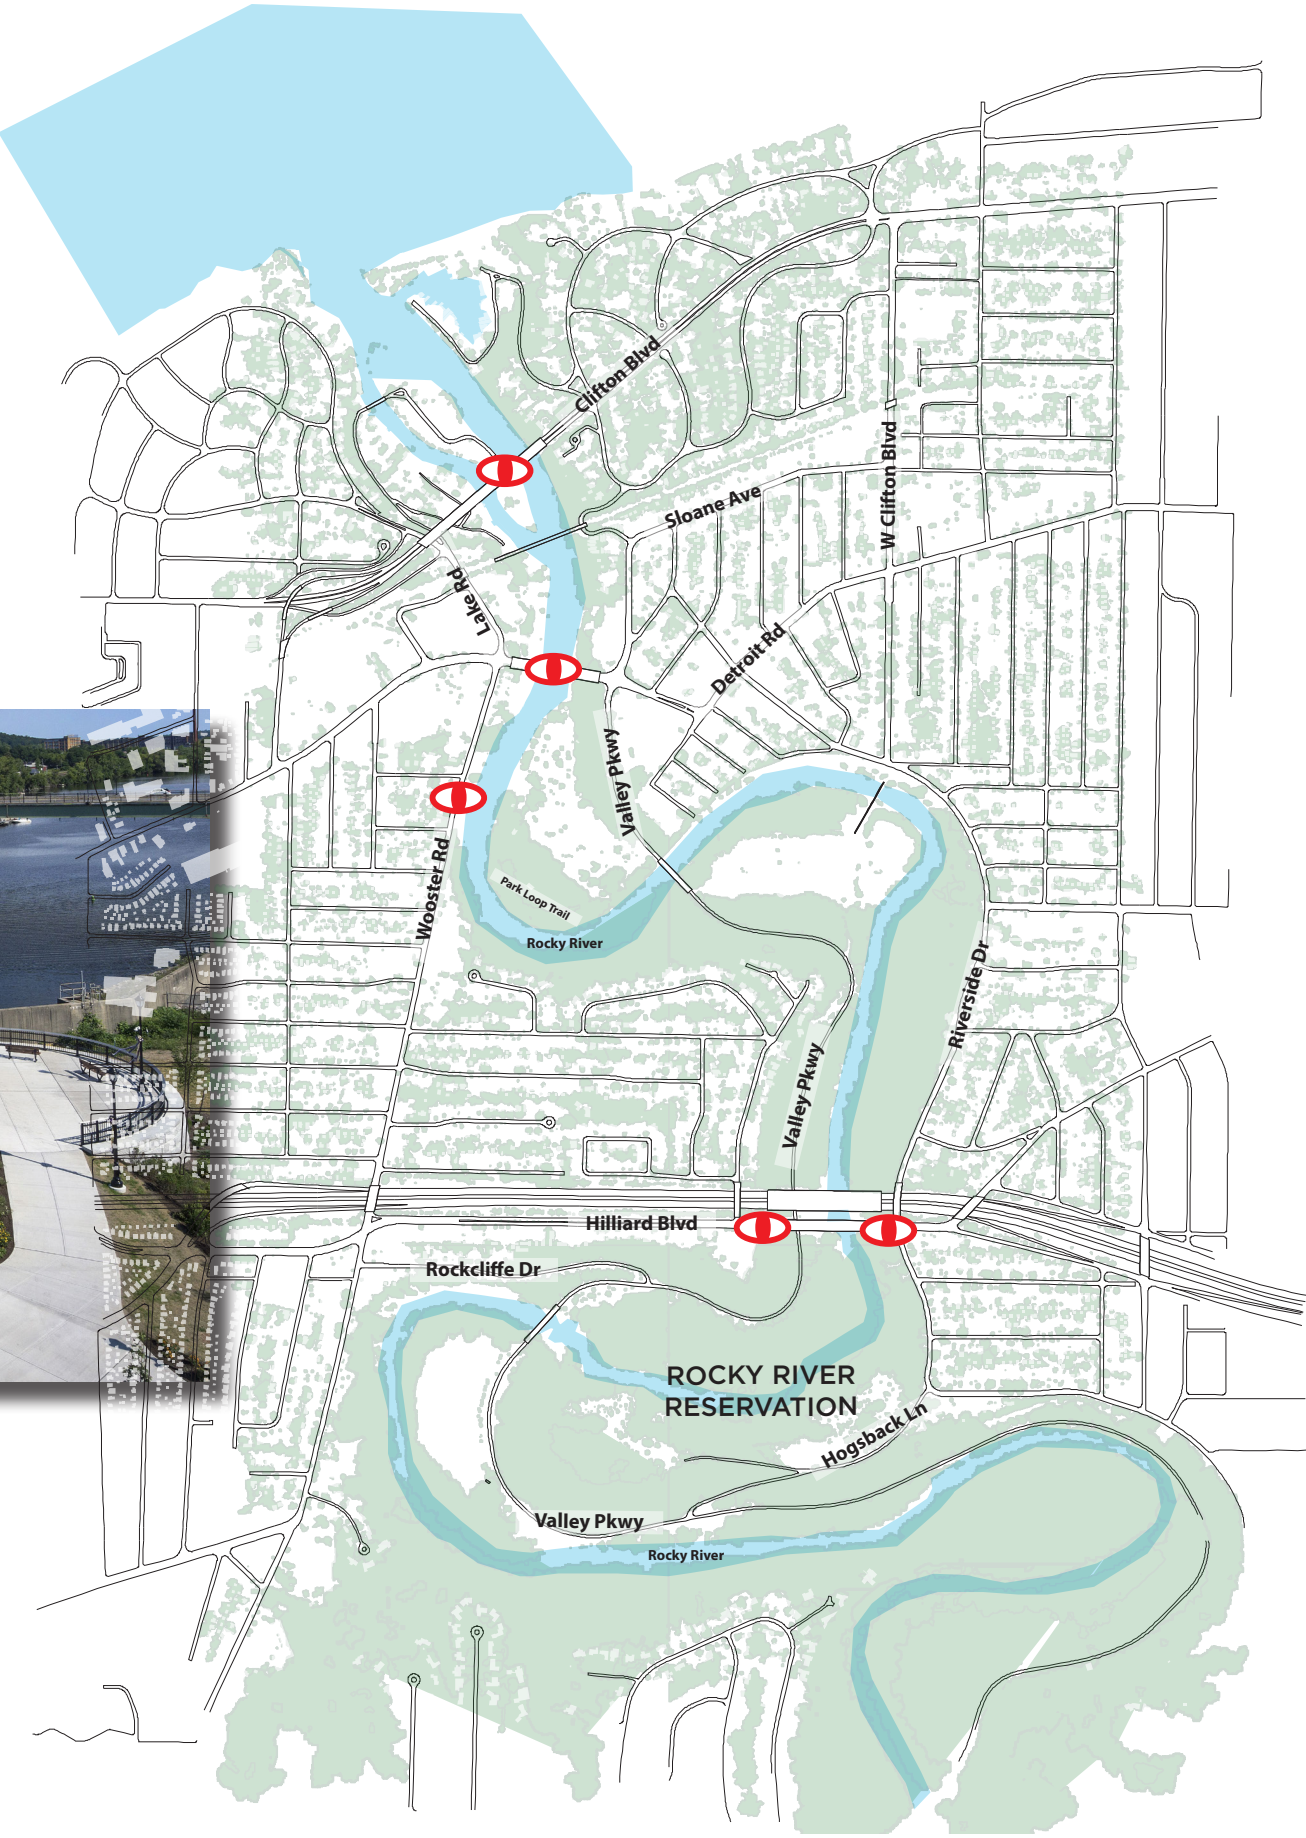 Clifton Blvd
W Clifton Blvd
Sloane Ave
Lake Rd
Detroit Rd
Valley Pkwy
Wooster Rd
Park Loop Trail
Rocky River
Riverside Dr
Valley Pkwy
Hilliard Blvd
Rockcliffe Dr
ROCKY RIVER
RESERVATION
Hogsback Ln
Valley Pkwy
Rocky River